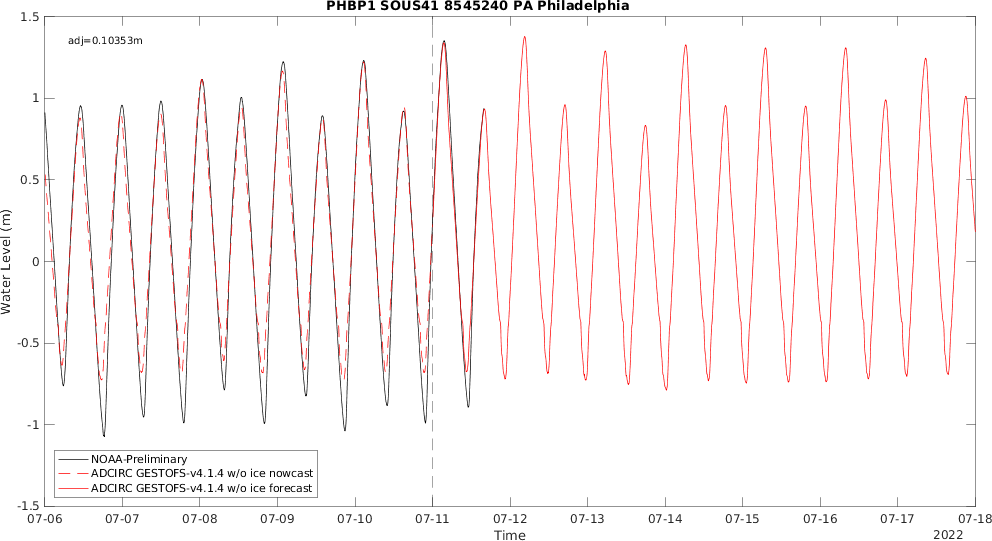 PHBP1 SOUS41 8545240 PA Philadelphia
adj=0.10353m
1.5
1
0.5
0
-0.5
-1
-1.5
Water Level (m)
NOAA-Preliminary
ADCIRC GESTOFS-v4.1.4 w/o ice nowcast
ADCIRC GESTOFS-v4.1.4 w/o ice forecast
07-06 07-07 07-08 07-09 07-10 07-11 07-12 07-13 07-14 07-15 07-16 07-17 07-18
Time
2022